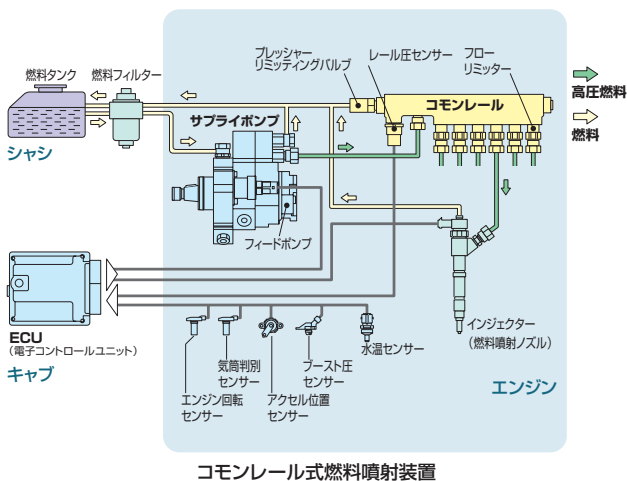 プレッシャー
リミッティングバルブ
レール圧センサー
フロー
リミッター
燃料タンク
燃料フィルター
高圧燃料
コモンレール
サプライポンプ
燃料
シャシ
フィードポンプ
ECU
（電子コントロールユニット）
キャブ
インジェクター
（燃料噴射ノズル）
水温センサー
気筒判別
センサー
ブースト圧
センサー
エンジン回転
センサー
アクセル位置
センサー
エンジン
コモンレール式燃料噴射装置